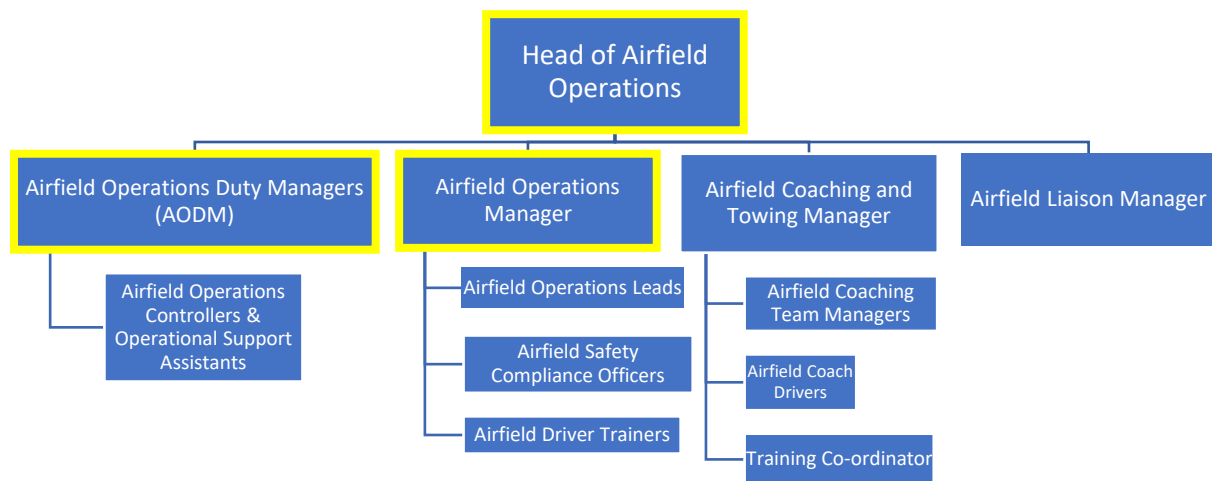 Head of Airfield
Operations
Airfield Operations Duty Managers
(AODM)
Airfield Operations
Manager
Airfield Coaching and
Towing Manager
Airfield Liaison Manager
Airfield Operations
Controllers &
Operational Support
Assistants
Airfield Operations Leads
Airfield Safety
Compliance Officers
Airfield Driver Trainers
Airfield Coaching
Team Managers
Airfield Coach
Drivers
Training Co-ordinator